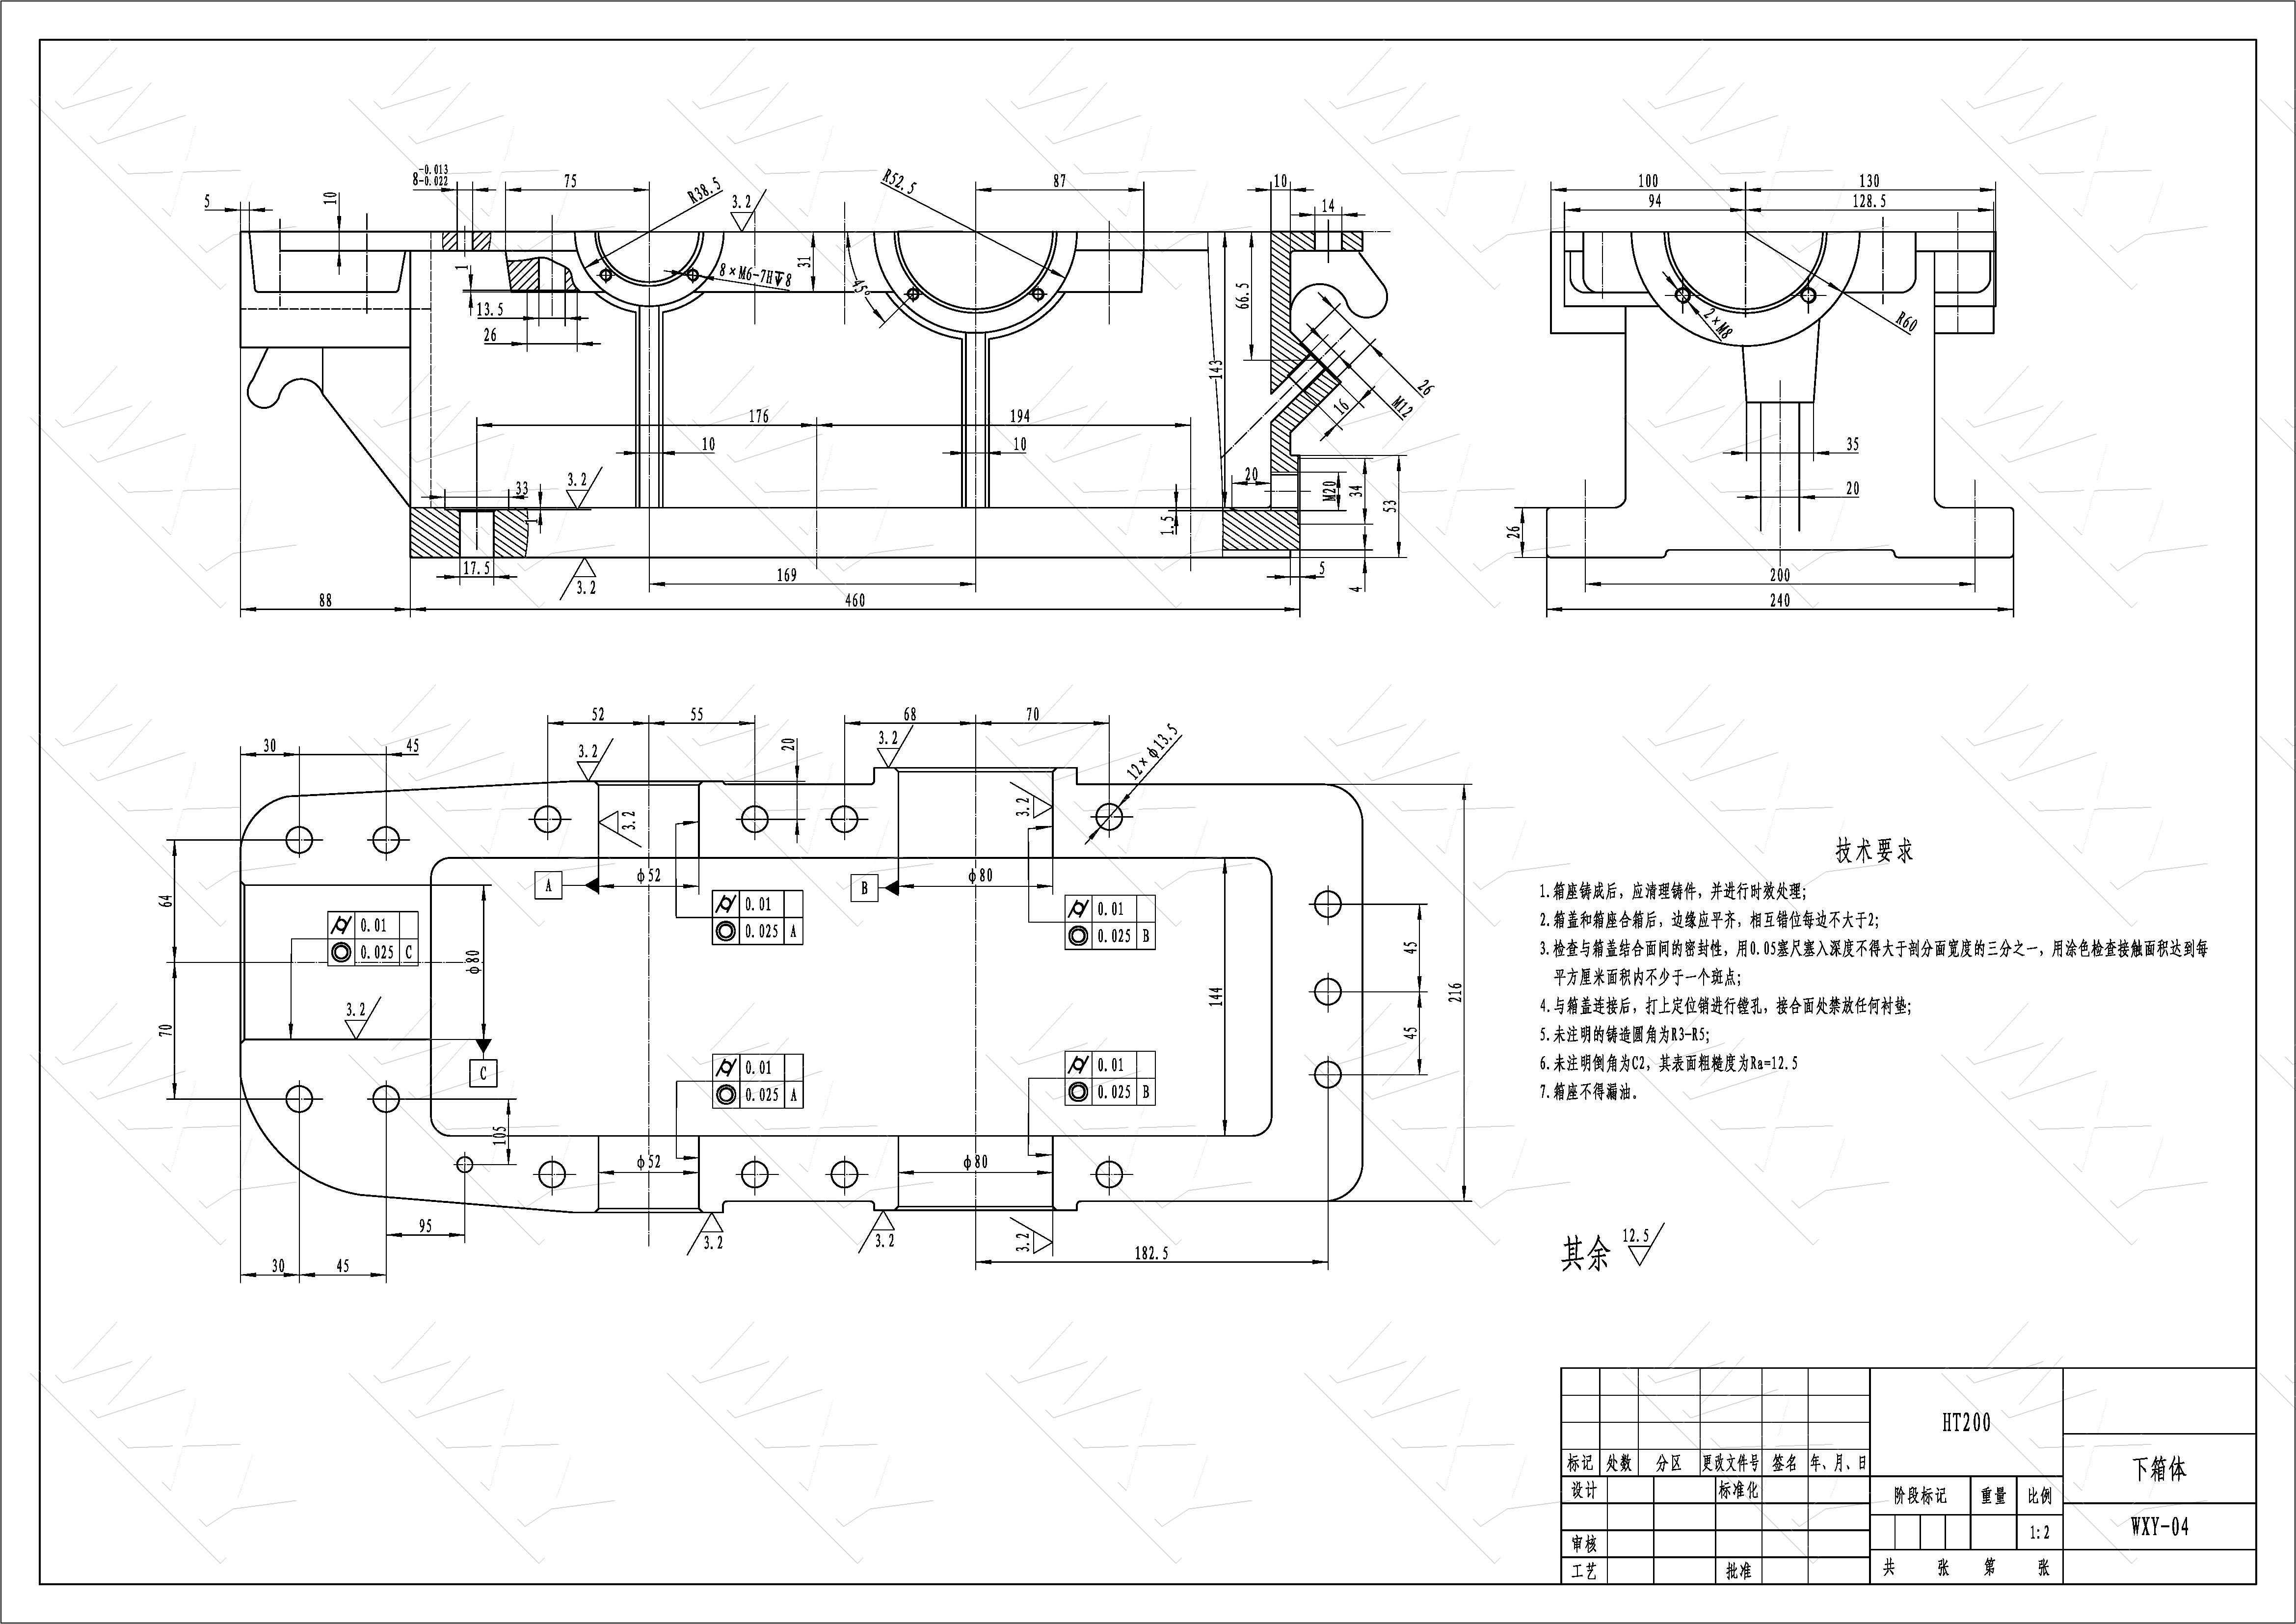 8-0.013
-0.022
75
R38.5
3.2
R52.5
87
10
14
5
10
1
13.5
26
8×M6-7H↧8
31
45°
66.5
143
26
M12
16
176
194
10
10
33
3.2
1
20
M20
34
53
1.5
17.5
3.2
169
5
4
88
460
100
130
94
128.5
2×M8
R60
35
20
26
200
240
52
55
68
70
30
45
3.2
20
3.2
12×ϕ13.5
3.2
3.2
64
70
A
ϕ52
B
ϕ80
0.01
0.025 C
0.01
0.025 A
0.01
0.025 B
ϕ80
3.2
C
144
45
45
216
0.01
0.025 A
0.01
0.025 B
105
ϕ52
ϕ80
95
3.2
3.2
3.2
182.5
30
45
技术要求
1.箱座铸成后，应清理铸件，并进行时效处理；
2.箱盖和箱座合箱后，边缘应平齐，相互错位每边不大于2；
3.检查与箱盖结合面间的密封性，用0.05塞尺塞入深度不得大于剖分面宽度的三分之一，用涂色检查接触面积达到每
平方厘米面积内不少于一个斑点；
4.与箱盖连接后，打上定位销进行镗孔，接合面处禁放任何衬垫；
5.未注明的铸造圆角为R3-R5；
6.未注明倒角为C2，其表面粗糙度为Ra=12.5
7.箱座不得漏油。
其余 12.5
HT200
标记 处数 分区 更改文件号 签名 年、月、日
下箱体
设计 标准化
阶段标记 重量 比例
审核
1:2
WXY-04
工艺 批准
共 张 第 张